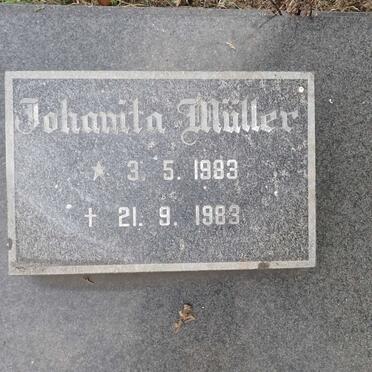 Johanita Müller
* 3. 5. 1983
† 21. 9. 1983